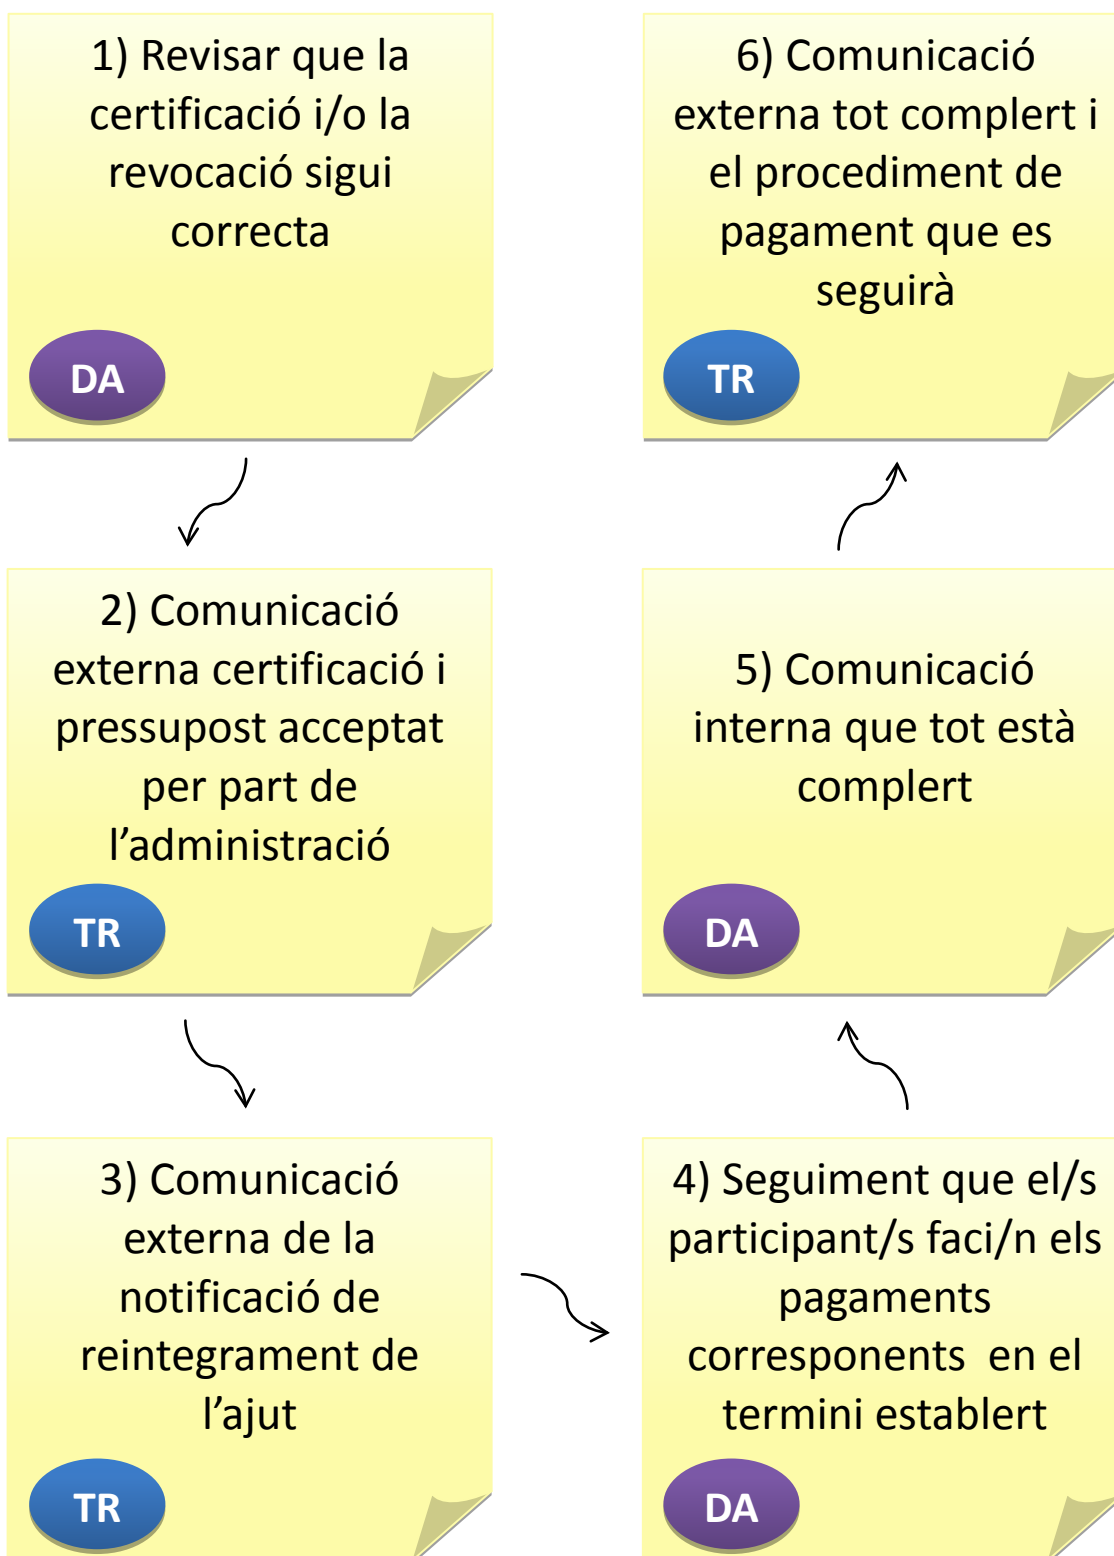 1) Revisar que la
certificació i/o la
revocació sigui
correcta
DA
2) Comunicació
externa certificació i
pressupost acceptat
per part de
l’administració
TR
3) Comunicació
externa de la
notificació de
reintegrament de
l’ajut
TR
4) Seguiment que el/s
participant/s faci/n els
pagaments
corresponents en el
termini establert
DA
5) Comunicació
interna que tot està
complert
DA
6) Comunicació
externa tot complert i
el procediment de
pagament que es
seguirà
TR